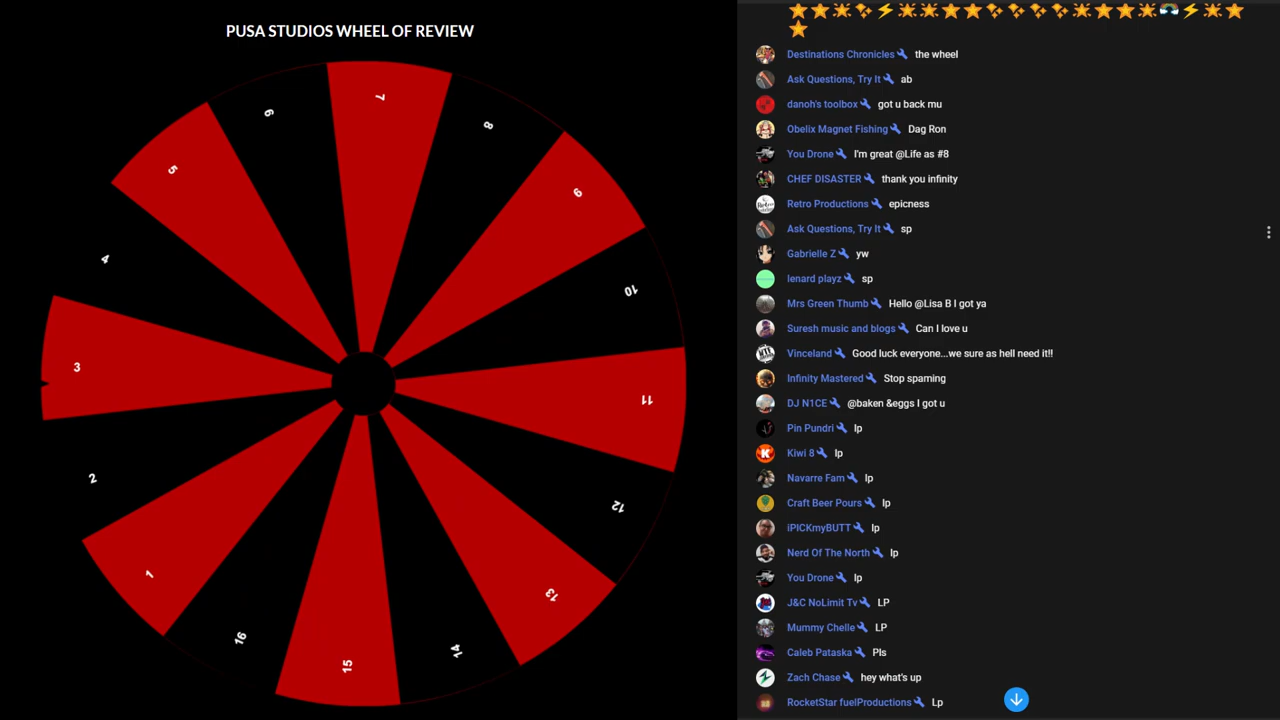 PUSA STUDIOS WHEEL OF REVIEW
7
6
8
5
9
4
10
3
11
2
12
1
13
16
14
15
Destinations Chronicles the wheel
Ask Questions, Try It ab
danoh's toolbox got u back mu
Obelix Magnet Fishing Dag Ron
You Drone I'm great @Life as #8
CHEF DISASTER thank you infinity
Retro Productions epicness
Ask Questions, Try It sp
Gabrielle Z yw
lenard playz sp
Mrs Green Thumb Hello @Lisa B I got ya
Suresh music and blogs Can I love u
Vinceland Good luck everyone...we sure as hell need it!!
Infinity Mastered Stop spaming
DJ N1CE @baken &eggs I got u
Pin Pundri lp
Kiwi 8 lp
Navarre Fam lp
Craft Beer Pours lp
iPICKmyBUTT lp
Nerd Of The North lp
You Drone lp
J&C NoLimit Tv LP
Mummy Chelle LP
Caleb Pataska Pls
Zach Chase hey what's up
RocketStar fuelProductions Lp